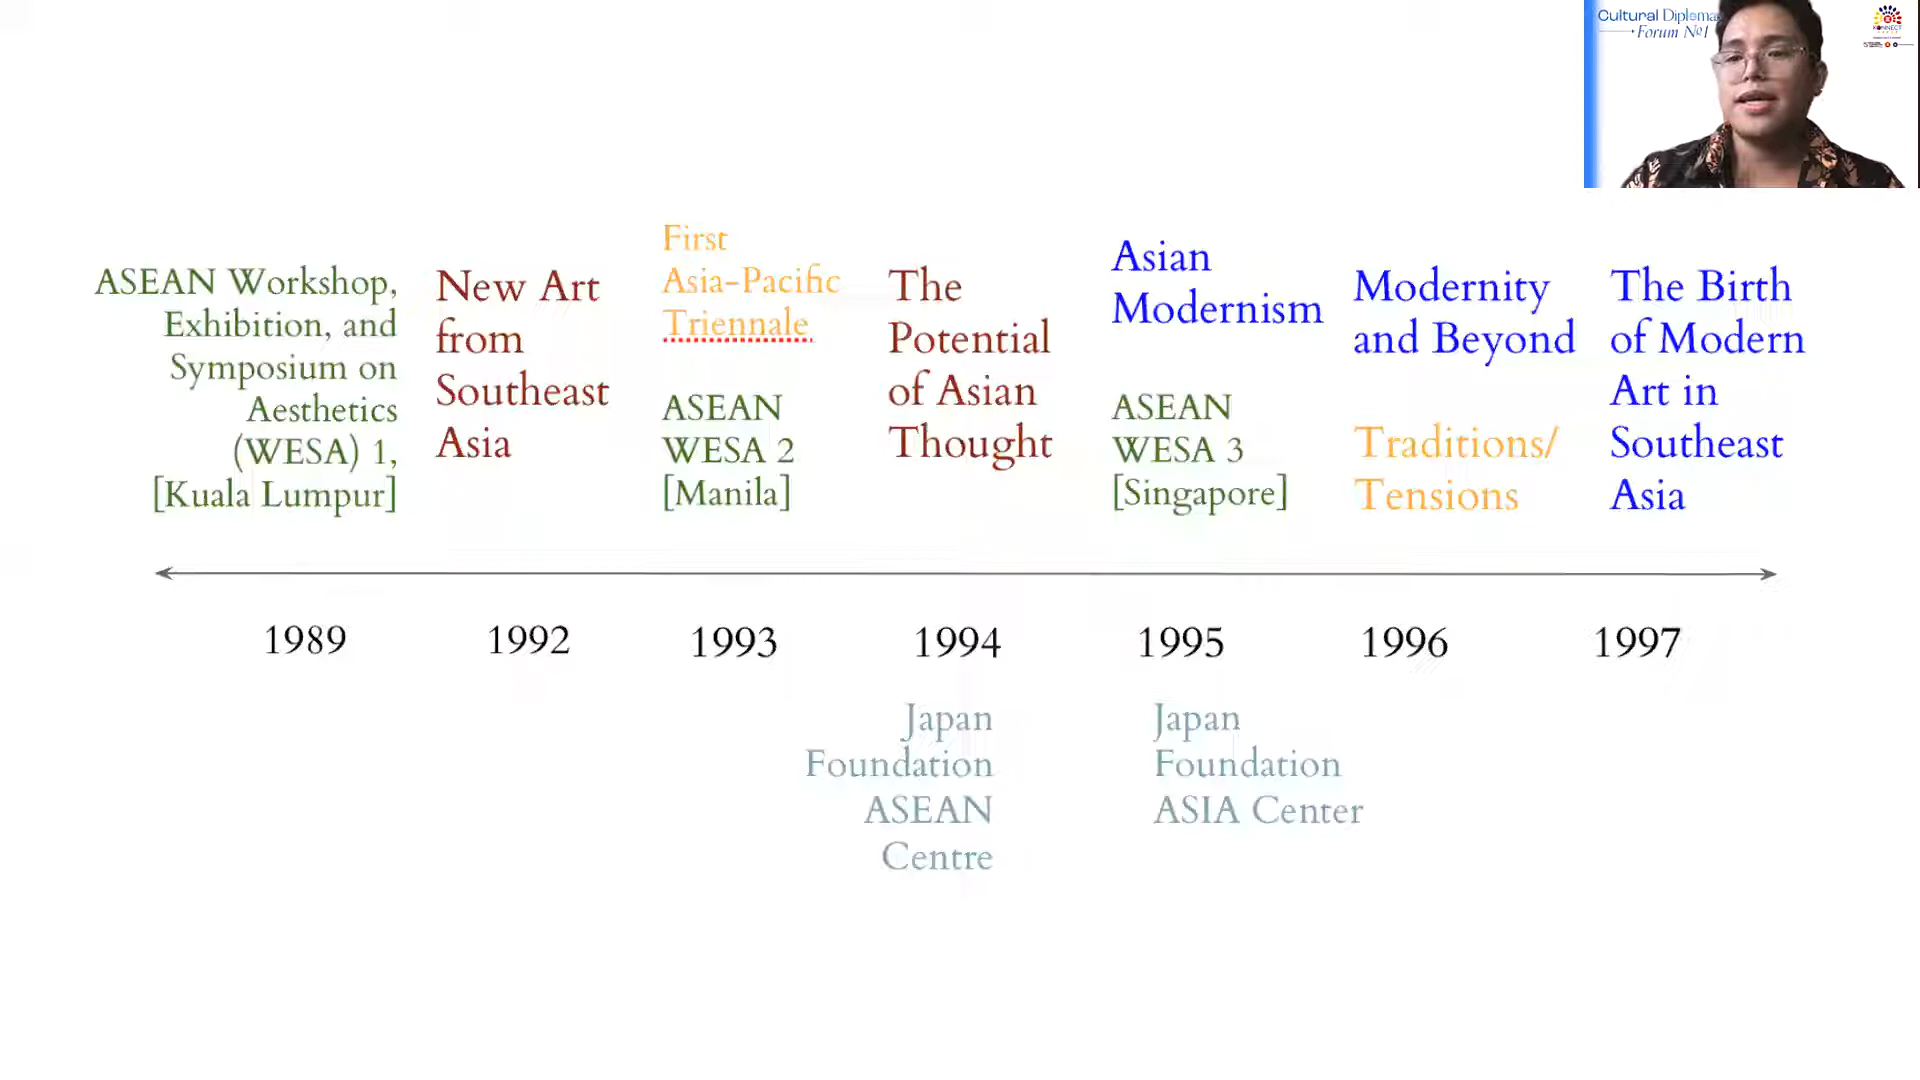 Cultural Diplomac
Forum №1
KONNECT
ASEAN Workshop,
Exhibition, and
Symposium on
Aesthetics
(WESA) 1,
[Kuala Lumpur]
New Art
from
Southeast
Asia
First
Asia-Pacific
Triennale
ASEAN
WESA 2
[Manila]
The
Potential
of Asian
Thought
Asian
Modernism
ASEAN
WESA 3
[Singapore]
Modernity
and Beyond
Traditions/
Tensions
The Birth
of Modern
Art in
Southeast
Asia
1989
1992
1993
1994
1995
1996
1997
Japan
Foundation
ASEAN
Centre
Japan
Foundation
ASIA Center